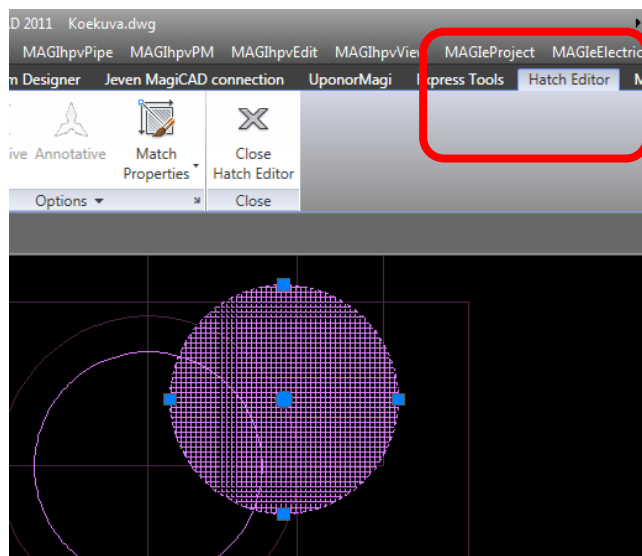 D 2011 Koekuva.dwg
MAGIhpvPipe MAGIhpvPM MAGIhpvEdit MAGIhpvView MAGIeProject MAGIeElectric
m Designer Jeven MagiCAD connection UponorMagi Express Tools Hatch Editor M
ive Annotative Match Properties Close Hatch Editor
Options Close